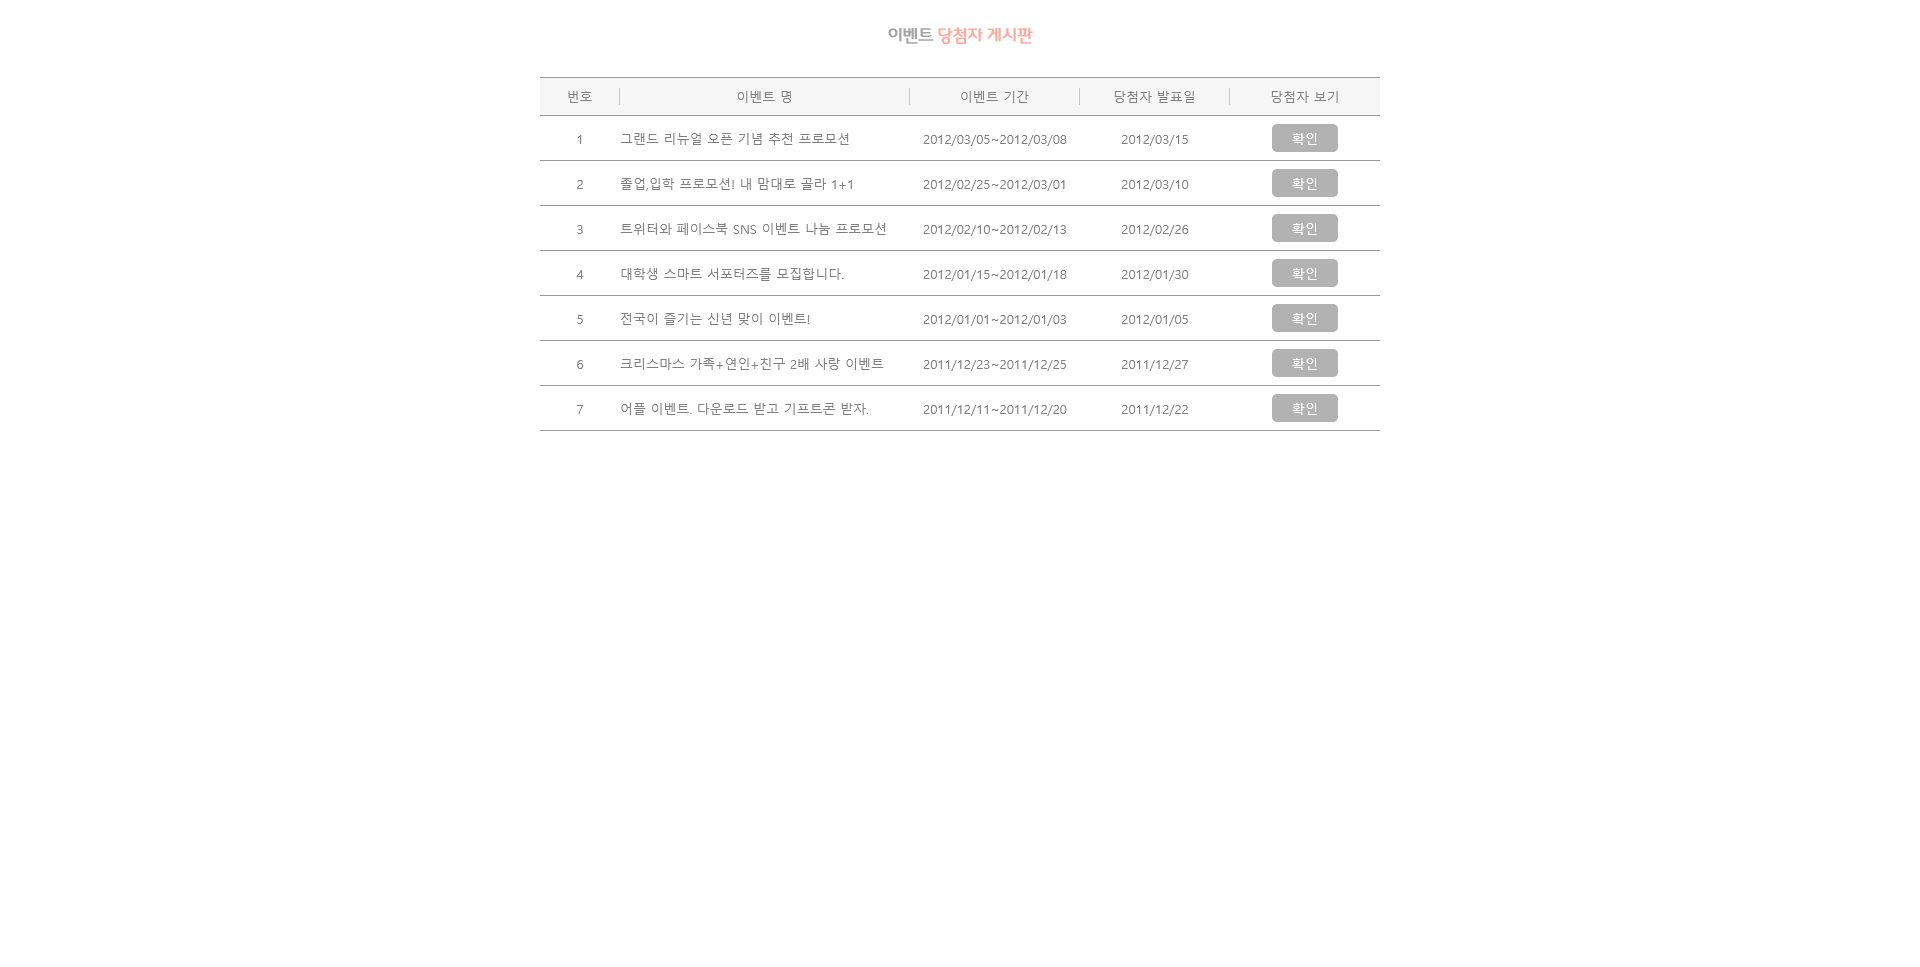 이벤트 당첨자 게시판
번호 이벤트 명 이벤트 기간 당첨자 발표일 당첨자 보기
1 그랜드 리뉴얼 오픈 기념 추천 프로모션 2012/03/05~2012/03/08 2012/03/15 확인
2 졸업,입학 프로모션! 내 맘대로 골라 1+1 2012/02/25~2012/03/01 2012/03/10 확인
3 트위터와 페이스북 SNS 이벤트 나눔 프로모션 2012/02/10~2012/02/13 2012/02/26 확인
4 대학생 스마트 서포터즈를 모집합니다. 2012/01/15~2012/01/18 2012/01/30 확인
5 전국이 즐기는 신년 맞이 이벤트! 2012/01/01~2012/01/03 2012/01/05 확인
6 크리스마스 가족+연인+친구 2배 사랑 이벤트 2011/12/23~2011/12/25 2011/12/27 확인
7 어플 이벤트. 다운로드 받고 기프트콘 받자. 2011/12/11~2011/12/20 2011/12/22 확인